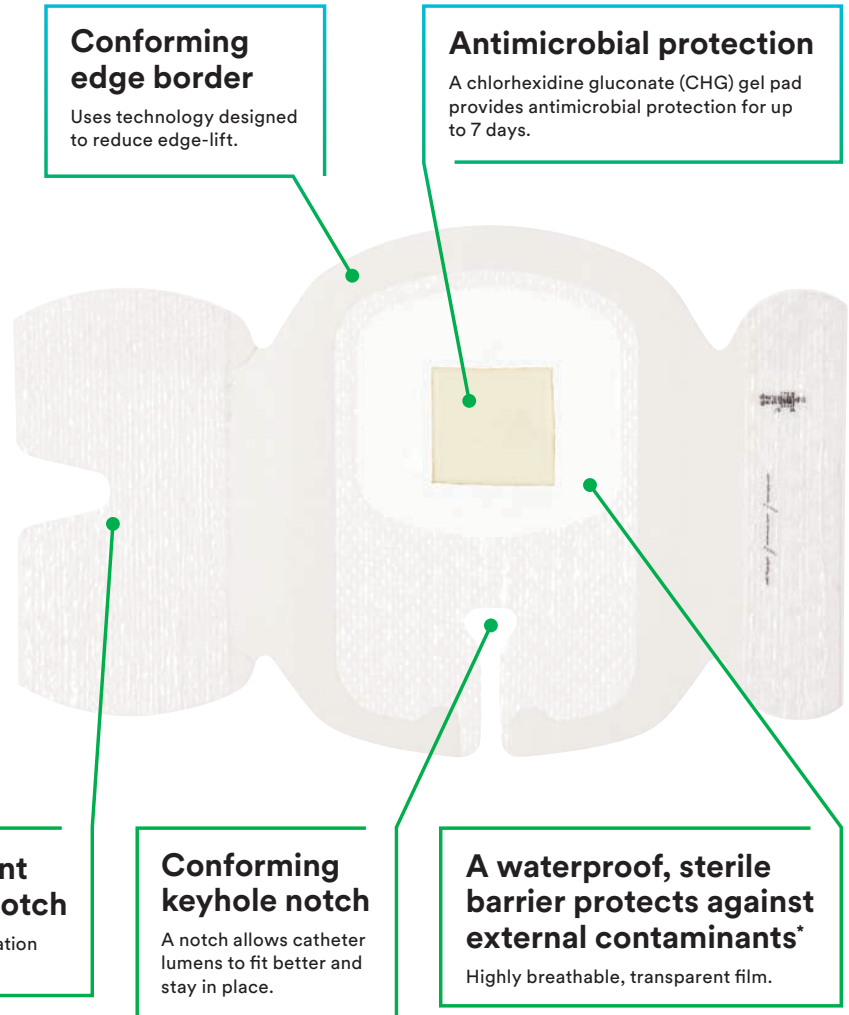 Conforming
edge border
Uses technology designed
to reduce edge-lift.
Antimicrobial protection
A chlorhexidine gluconate (CHG) gel pad
provides antimicrobial protection for up
to 7 days.
nt
otch
ation
Conforming
keyhole notch
A notch allows catheter
lumens to fit better and
stay in place.
A waterproof, sterile
barrier protects against
external contaminants*
Highly breathable, transparent film.